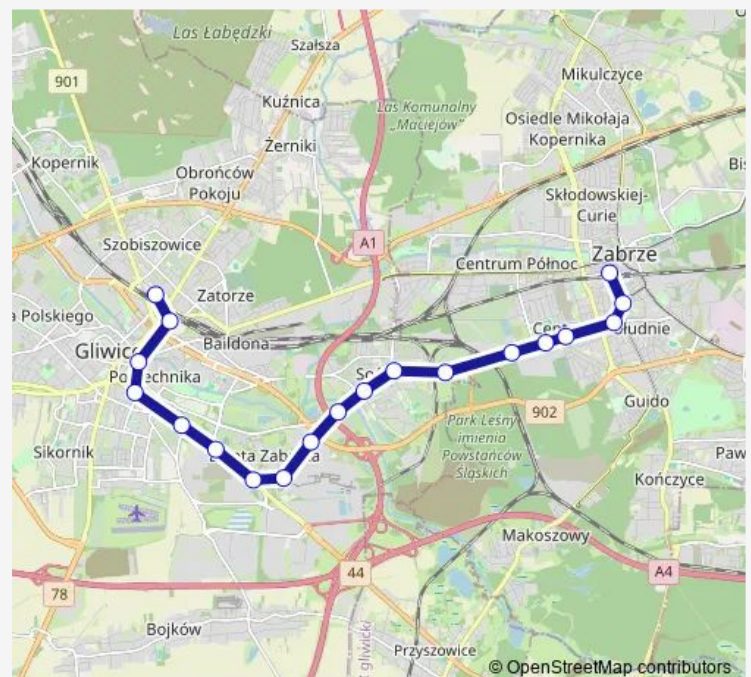 Las Łabędzki
Szałsza
901
Mikulczyce
Kuźnica
Las Komunalny
„Maciejów”
Osiedle Mikołaja
Kopernika
Żerniki
Kopernik
Obrońców
Pokoju
Skłodowskiej-
Curie
Szobiszowice
A1
Zabrze
Centrum Północ
Zatorze
a Polskiego
Baildona
Gliwic
902
Guido
Park Leśny
imienia
Powstańców
Śląskich
Sikornik
Paw
Kończyce
Makoszowy
44
A4
78
Bojków
t gliwicki
Przyszowice
© OpenStreetMap contributors